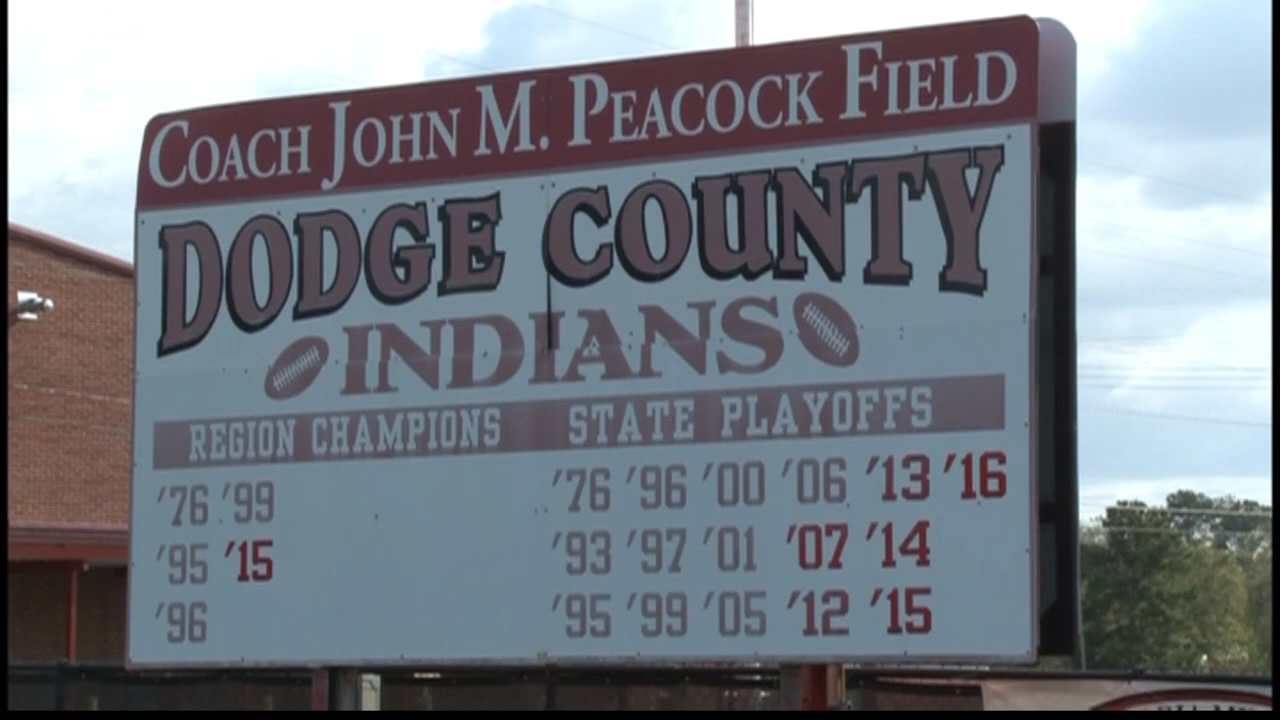 COACH JOHN M. PEACOCK FIELD
DODGE COUNTY
INDIANS
REGION CHAMPIONS STATE PLAYOFFS
'76 '99 '76 '96 '00 '06 '13 '16
'95 '15 '93 '97 '01 '07 '14
'96 '95 '99 '05 '12 '15